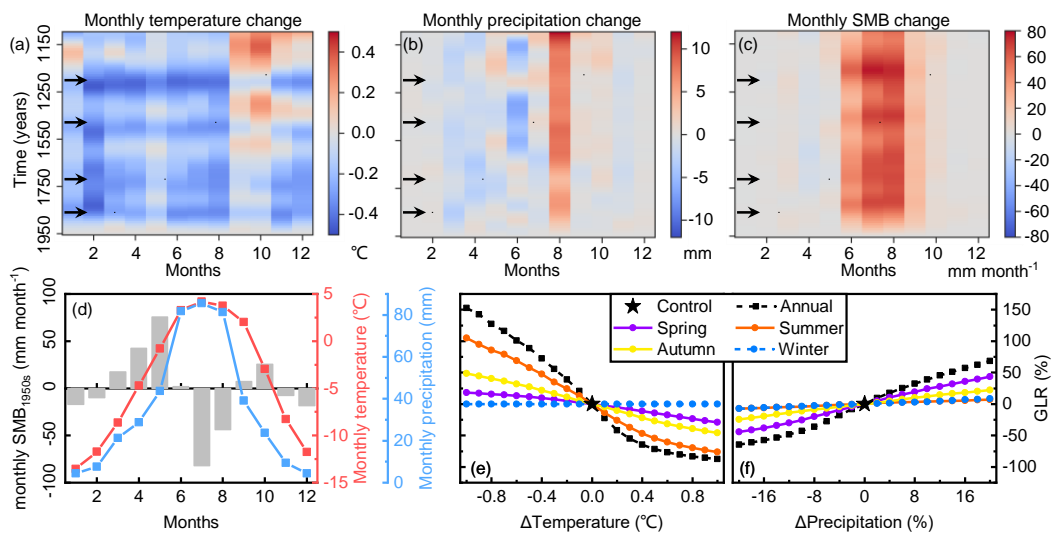 Monthly temperature change
Monthly precipitation change
Monthly SMB change
(a)
(b)
(c)
Time (years)
1150
1250
1550
1750
1950
2 4 6 8 10 12
Months
0.4
0.2
0.0
-0.2
-0.4
℃
2 4 6 8 10 12
Months
10
5
0
-5
-10
mm
2 4 6 8 10 12
Months
80
60
40
20
0
-20
-40
-60
-80
mm month-1
(d)
monthly SMB1950s (mm month-1)
100
50
0
-50
-100
2 4 6 8 10 12
Months
5
0
-5
-10
-15
Monthly temperature (℃)
80
60
40
20
0
Monthly precipitation (mm)
Control
Annual
Spring
Summer
Autumn
Winter
(e)
-0.8 -0.4 0.0 0.4 0.8
ΔTemperature (℃)
(f)
-16 -8 0 8 16
ΔPrecipitation (%)
150
100
50
0
-50
-100
GLR (%)